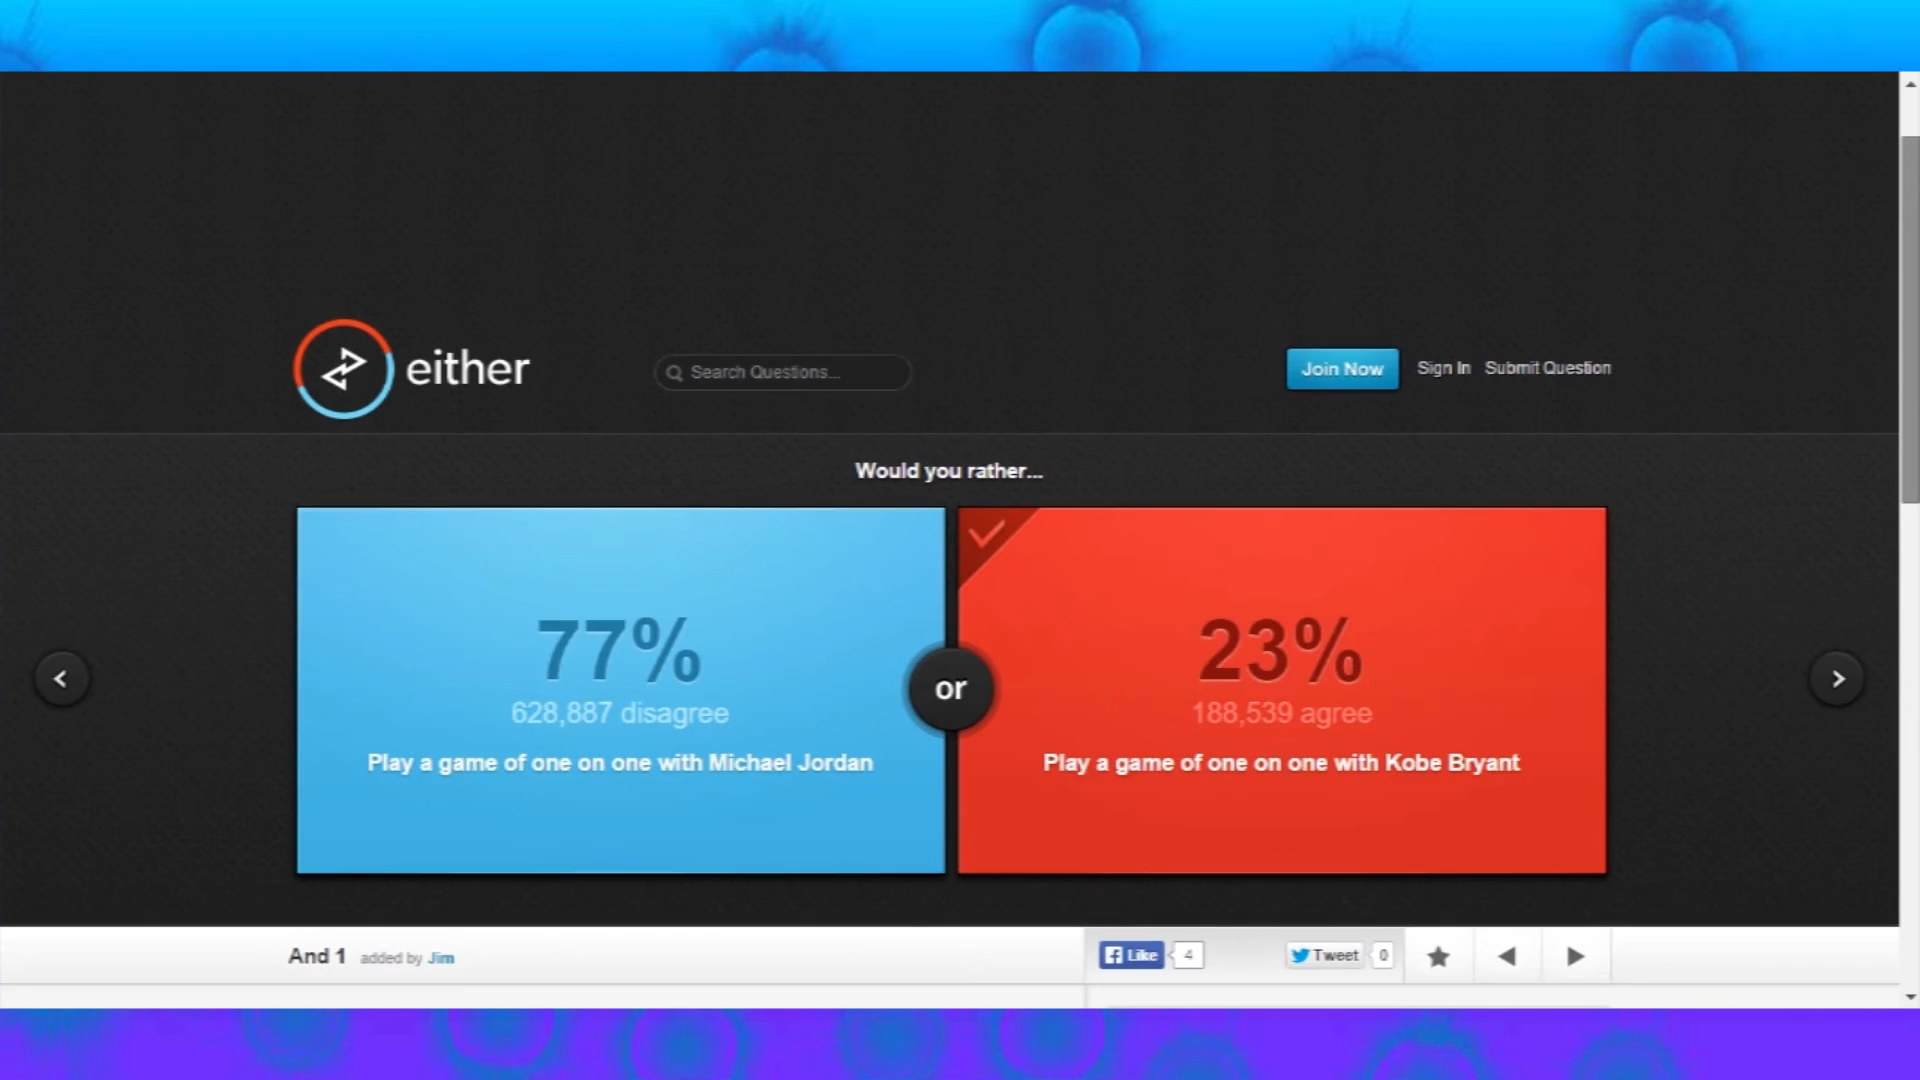 either
Search Questions...
Join Now Sign In Submit Question
Would you rather...
77%
628,887 disagree
Play a game of one on one with Michael Jordan
or
23%
188,539 agree
Play a game of one on one with Kobe Bryant
And 1 added by Jim
Like 4 Tweet 0